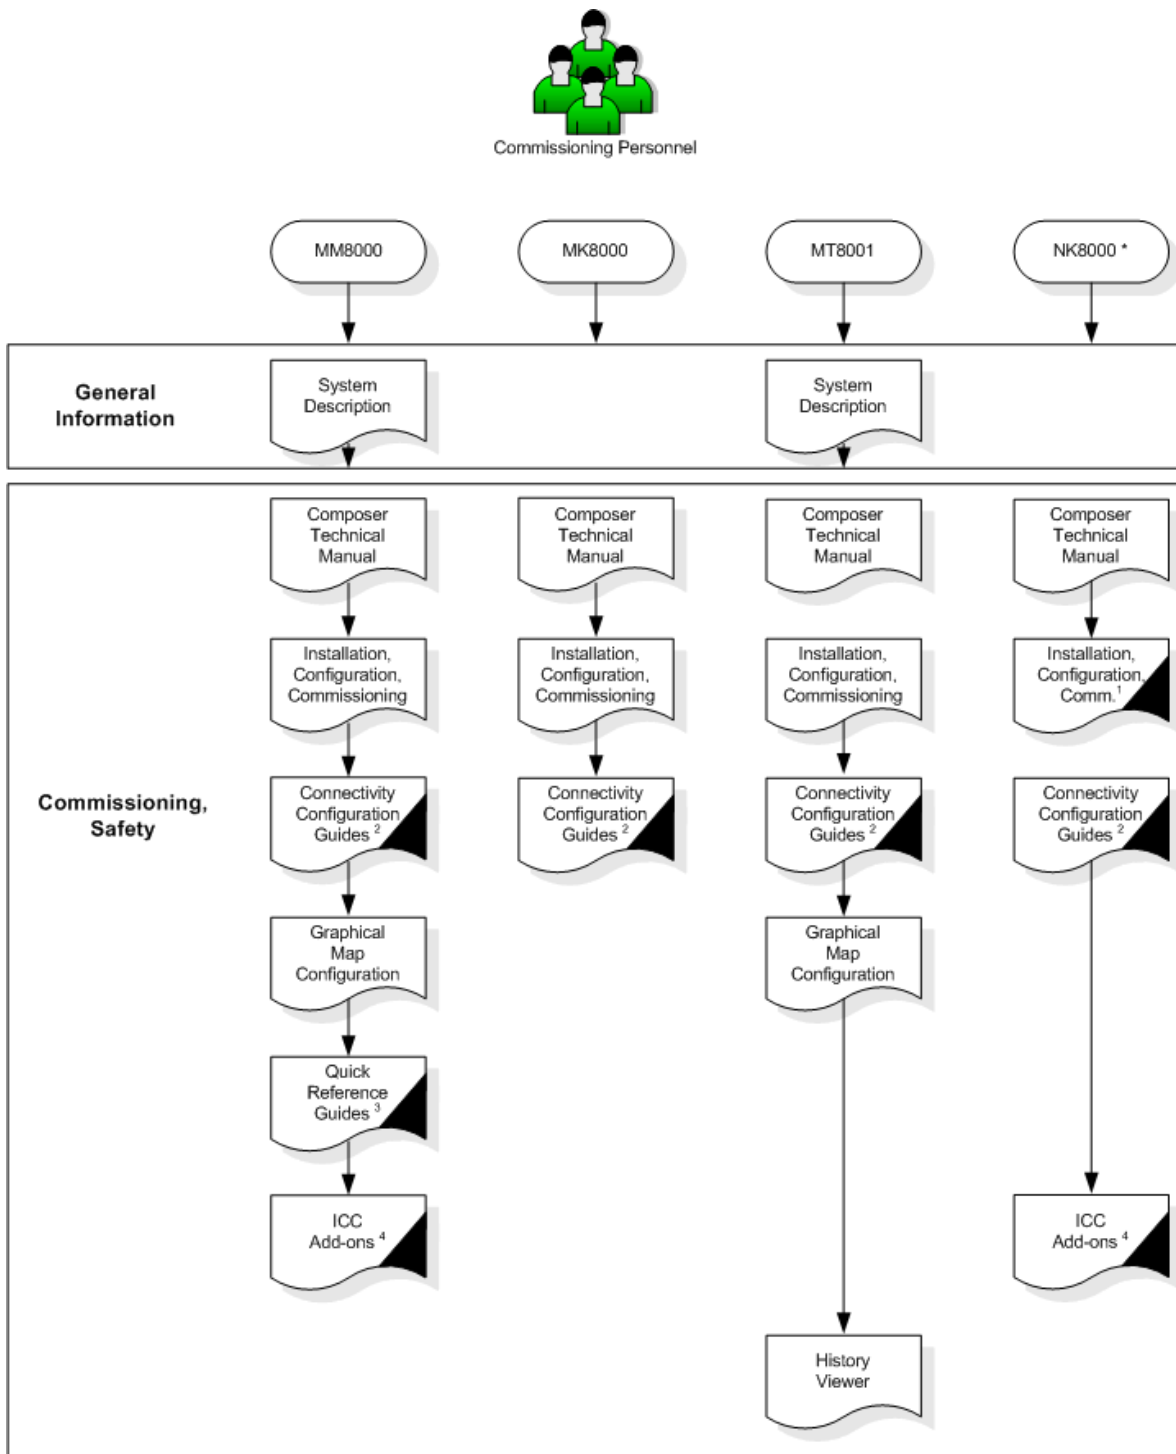 Commissioning Personnel
MM8000
MK8000
MT8001
NK8000 *
General
Information
System
Description
System
Description
Commissioning,
Safety
Composer
Technical
Manual
Composer
Technical
Manual
Composer
Technical
Manual
Composer
Technical
Manual
Installation,
Configuration,
Commissioning
Installation,
Configuration,
Commissioning
Installation,
Configuration,
Commissioning
Installation,
Configuration,
Comm.¹
Connectivity
Configuration
Guides ²
Connectivity
Configuration
Guides ²
Connectivity
Configuration
Guides ²
Connectivity
Configuration
Guides ²
Graphical
Map
Configuration
Graphical
Map
Configuration
Quick
Reference
Guides ³
ICC
Add-ons ⁴
ICC
Add-ons ⁴
History
Viewer